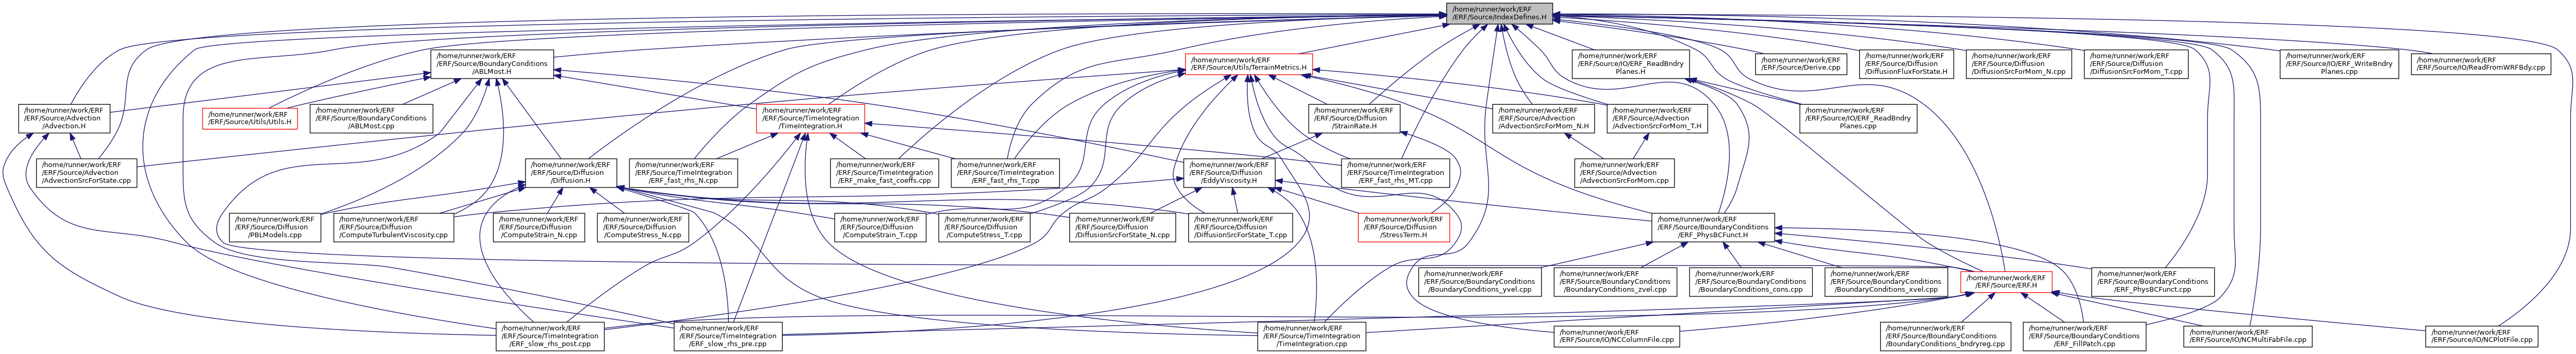 /home/runner/work/ERF
/ERF/Source/IndexDefines.H
/home/runner/work/ERF
/ERF/Source/BoundaryConditions
/ABLMost.H
/home/runner/work/ERF
/ERF/Source/Utils/TerrainMetrics.H
/home/runner/work/ERF
/ERF/Source/IO/ERF_ReadBndry
Planes.H
/home/runner/work/ERF
/ERF/Source/Derive.cpp
/home/runner/work/ERF
/ERF/Source/Diffusion
/DiffusionFluxForState.H
/home/runner/work/ERF
/ERF/Source/Diffusion
/DiffusionSrcForMom_N.cpp
/home/runner/work/ERF
/ERF/Source/Diffusion
/DiffusionSrcForMom_T.cpp
/home/runner/work/ERF
/ERF/Source/IO/ERF_WriteBndry
Planes.cpp
/home/runner/work/ERF
/ERF/Source/IO/ReadFromWRFBdy.cpp
/home/runner/work/ERF
/ERF/Source/Advection
/Advection.H
/home/runner/work/ERF
/ERF/Source/Utils/Utils.H
/home/runner/work/ERF
/ERF/Source/BoundaryConditions
/ABLMost.cpp
/home/runner/work/ERF
/ERF/Source/TimeIntegration
/TimeIntegration.H
/home/runner/work/ERF
/ERF/Source/Diffusion
/StrainRate.H
/home/runner/work/ERF
/ERF/Source/Advection
/AdvectionSrcForMom_N.H
/home/runner/work/ERF
/ERF/Source/Advection
/AdvectionSrcForMom_T.H
/home/runner/work/ERF
/ERF/Source/IO/ERF_ReadBndry
Planes.cpp
/home/runner/work/ERF
/ERF/Source/Advection
/AdvectionSrcForState.cpp
/home/runner/work/ERF
/ERF/Source/Diffusion
/Diffusion.H
/home/runner/work/ERF
/ERF/Source/TimeIntegration
/ERF_fast_rhs_N.cpp
/home/runner/work/ERF
/ERF/Source/TimeIntegration
/ERF_make_fast_coeffs.cpp
/home/runner/work/ERF
/ERF/Source/TimeIntegration
/ERF_fast_rhs_T.cpp
/home/runner/work/ERF
/ERF/Source/Diffusion
/EddyViscosity.H
/home/runner/work/ERF
/ERF/Source/TimeIntegration
/ERF_fast_rhs_MT.cpp
/home/runner/work/ERF
/ERF/Source/Advection
/AdvectionSrcForMom.cpp
/home/runner/work/ERF
/ERF/Source/Diffusion
/PBLModels.cpp
/home/runner/work/ERF
/ERF/Source/Diffusion
/ComputeTurbulentViscosity.cpp
/home/runner/work/ERF
/ERF/Source/Diffusion
/ComputeStrain_N.cpp
/home/runner/work/ERF
/ERF/Source/Diffusion
/ComputeStress_N.cpp
/home/runner/work/ERF
/ERF/Source/Diffusion
/ComputeStrain_T.cpp
/home/runner/work/ERF
/ERF/Source/Diffusion
/ComputeStress_T.cpp
/home/runner/work/ERF
/ERF/Source/Diffusion
/DiffusionSrcForState_N.cpp
/home/runner/work/ERF
/ERF/Source/Diffusion
/DiffusionSrcForState_T.cpp
/home/runner/work/ERF
/ERF/Source/Diffusion
/StressTerm.H
/home/runner/work/ERF
/ERF/Source/BoundaryConditions
/ERF_PhysBCFunct.H
/home/runner/work/ERF
/ERF/Source/BoundaryConditions
/BoundaryConditions_yvel.cpp
/home/runner/work/ERF
/ERF/Source/BoundaryConditions
/BoundaryConditions_zvel.cpp
/home/runner/work/ERF
/ERF/Source/BoundaryConditions
/BoundaryConditions_cons.cpp
/home/runner/work/ERF
/ERF/Source/BoundaryConditions
/BoundaryConditions_xvel.cpp
/home/runner/work/ERF
/ERF/Source/ERF.H
/home/runner/work/ERF
/ERF/Source/BoundaryConditions
/ERF_PhysBCFunct.cpp
/home/runner/work/ERF
/ERF/Source/TimeIntegration
/ERF_slow_rhs_post.cpp
/home/runner/work/ERF
/ERF/Source/TimeIntegration
/ERF_slow_rhs_pre.cpp
/home/runner/work/ERF
/ERF/Source/TimeIntegration
/TimeIntegration.cpp
/home/runner/work/ERF
/ERF/Source/IO/NCColumnFile.cpp
/home/runner/work/ERF
/ERF/Source/BoundaryConditions
/BoundaryConditions_bndryreg.cpp
/home/runner/work/ERF
/ERF/Source/BoundaryConditions
/ERF_FillPatch.cpp
/home/runner/work/ERF
/ERF/Source/IO/NCMultiFabFile.cpp
/home/runner/work/ERF
/ERF/Source/IO/NCPlotFile.cpp